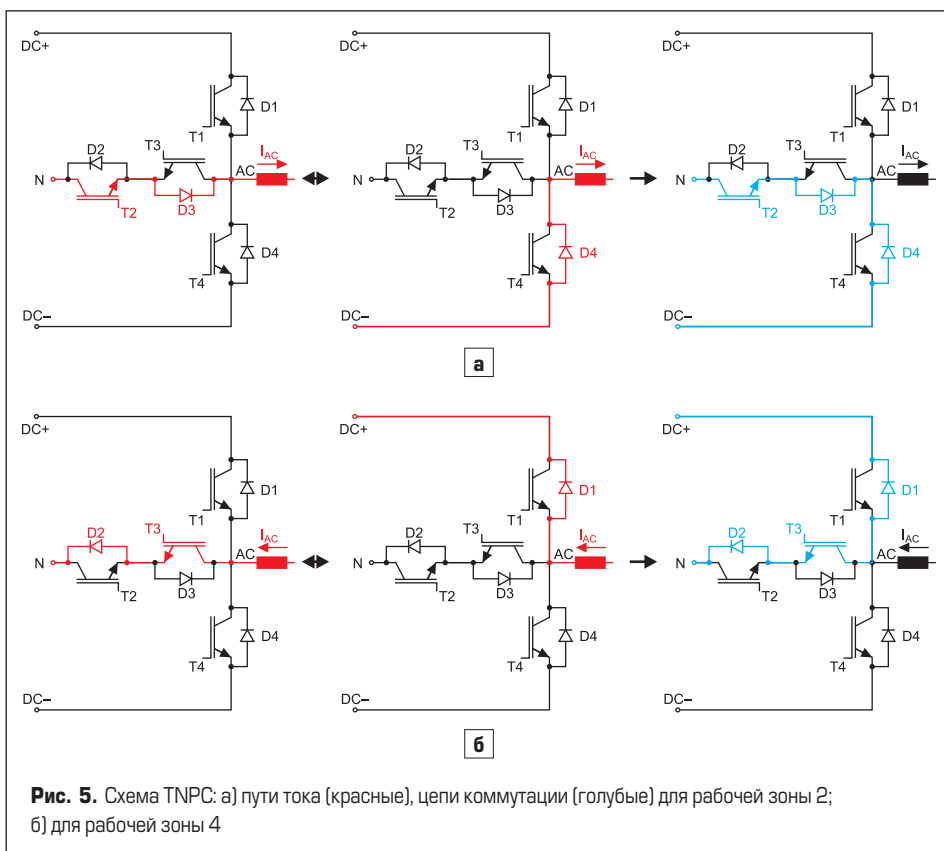 DC+ DC+ DC+
D1 D1 D1
T1 T1 T1
D2 T3 I_AC D2 T3 I_AC D2 T3 I_AC
N AC N AC N AC
T2 D3 T2 D3 T2 D3
D4 D4 D4
T4 T4 T4
DC– DC– DC–
а
DC+ DC+ DC+
D1 D1 D1
T1 T1 T1
D2 T3 I_AC D2 T3 I_AC D2 T3 I_AC
N AC N AC N AC
T2 D3 T2 D3 T2 D3
D4 D4 D4
T4 T4 T4
DC– DC– DC–
б
Рис. 5. Схема TNPC: а) пути тока (красные), цепи коммутации (голубые) для рабочей зоны 2;
б) для рабочей зоны 4